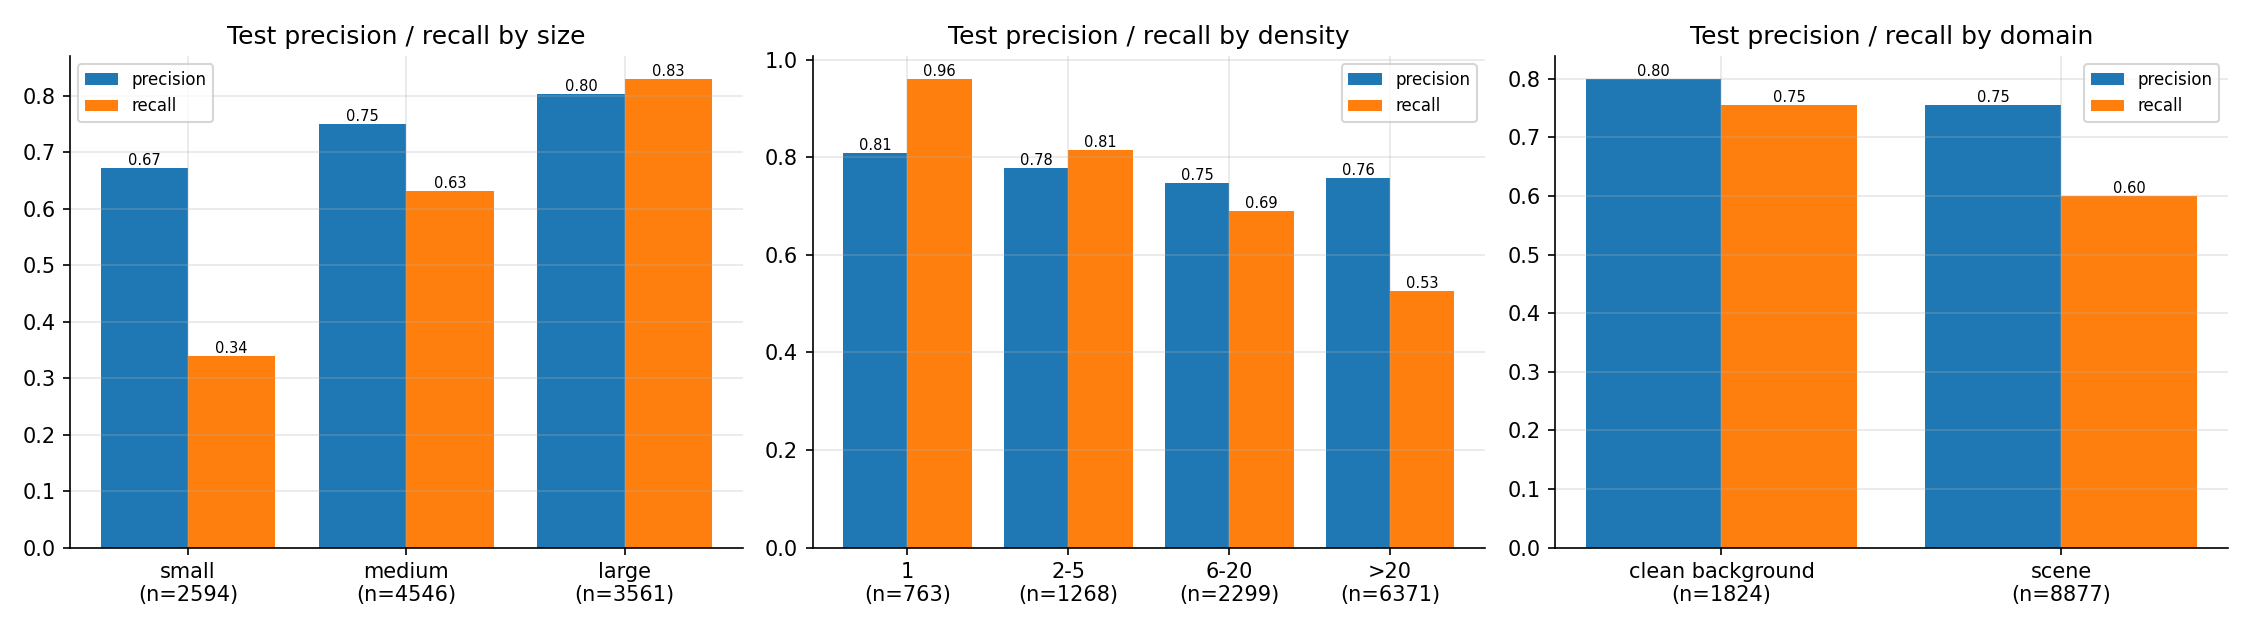 Test precision / recall by size
precision
recall
0.8
0.7
0.6
0.5
0.4
0.3
0.2
0.1
0.0
0.67
0.34
0.75
0.63
0.80
0.83
small
(n=2594)
medium
(n=4546)
large
(n=3561)
Test precision / recall by density
precision
recall
1.0
0.8
0.6
0.4
0.2
0.0
0.81
0.96
0.78
0.81
0.75
0.69
0.76
0.53
1
(n=763)
2-5
(n=1268)
6-20
(n=2299)
>20
(n=6371)
Test precision / recall by domain
precision
recall
0.8
0.7
0.6
0.5
0.4
0.3
0.2
0.1
0.0
0.80
0.75
0.75
0.60
clean background
(n=1824)
scene
(n=8877)